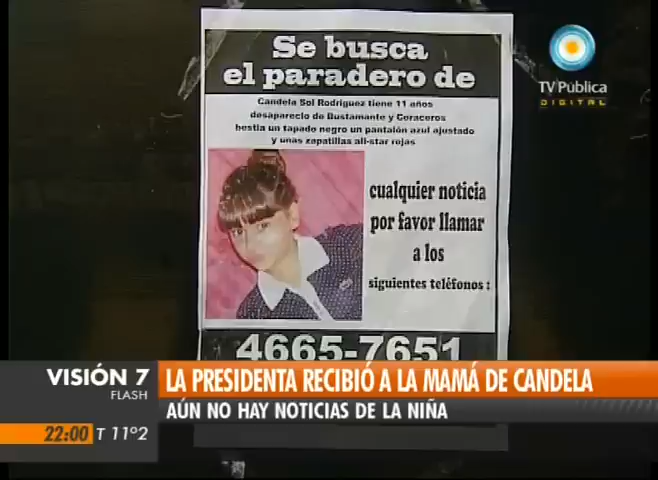 Se busca
el paradero de
Candela Sol Rodriguez tiene 11 años
desaparecio de Bustamante y Coraceros
bestia un tapado negro un pantalón azul ajustado
y unas zapatillas all-star rojas
cualquier noticia
por favor llamar
a los
siguientes teléfonos :
4665-7651
TV Pública
DIGITAL
VISIÓN 7
FLASH
LA PRESIDENTA RECIBIÓ A LA MAMÁ DE CANDELA
AÚN NO HAY NOTICIAS DE LA NIÑA
22:00 T 11º2